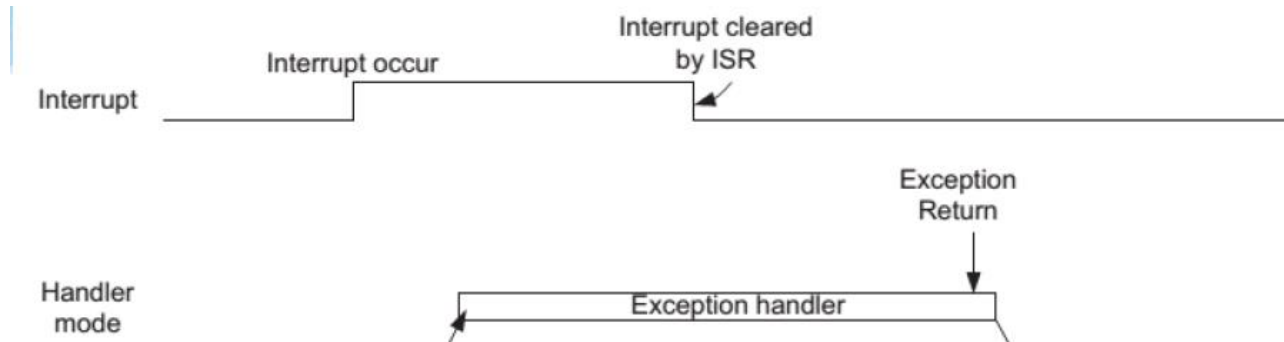 Interrupt cleared
by ISR
Interrupt occur
Interrupt
Exception
Return
Handler
mode
Exception handler